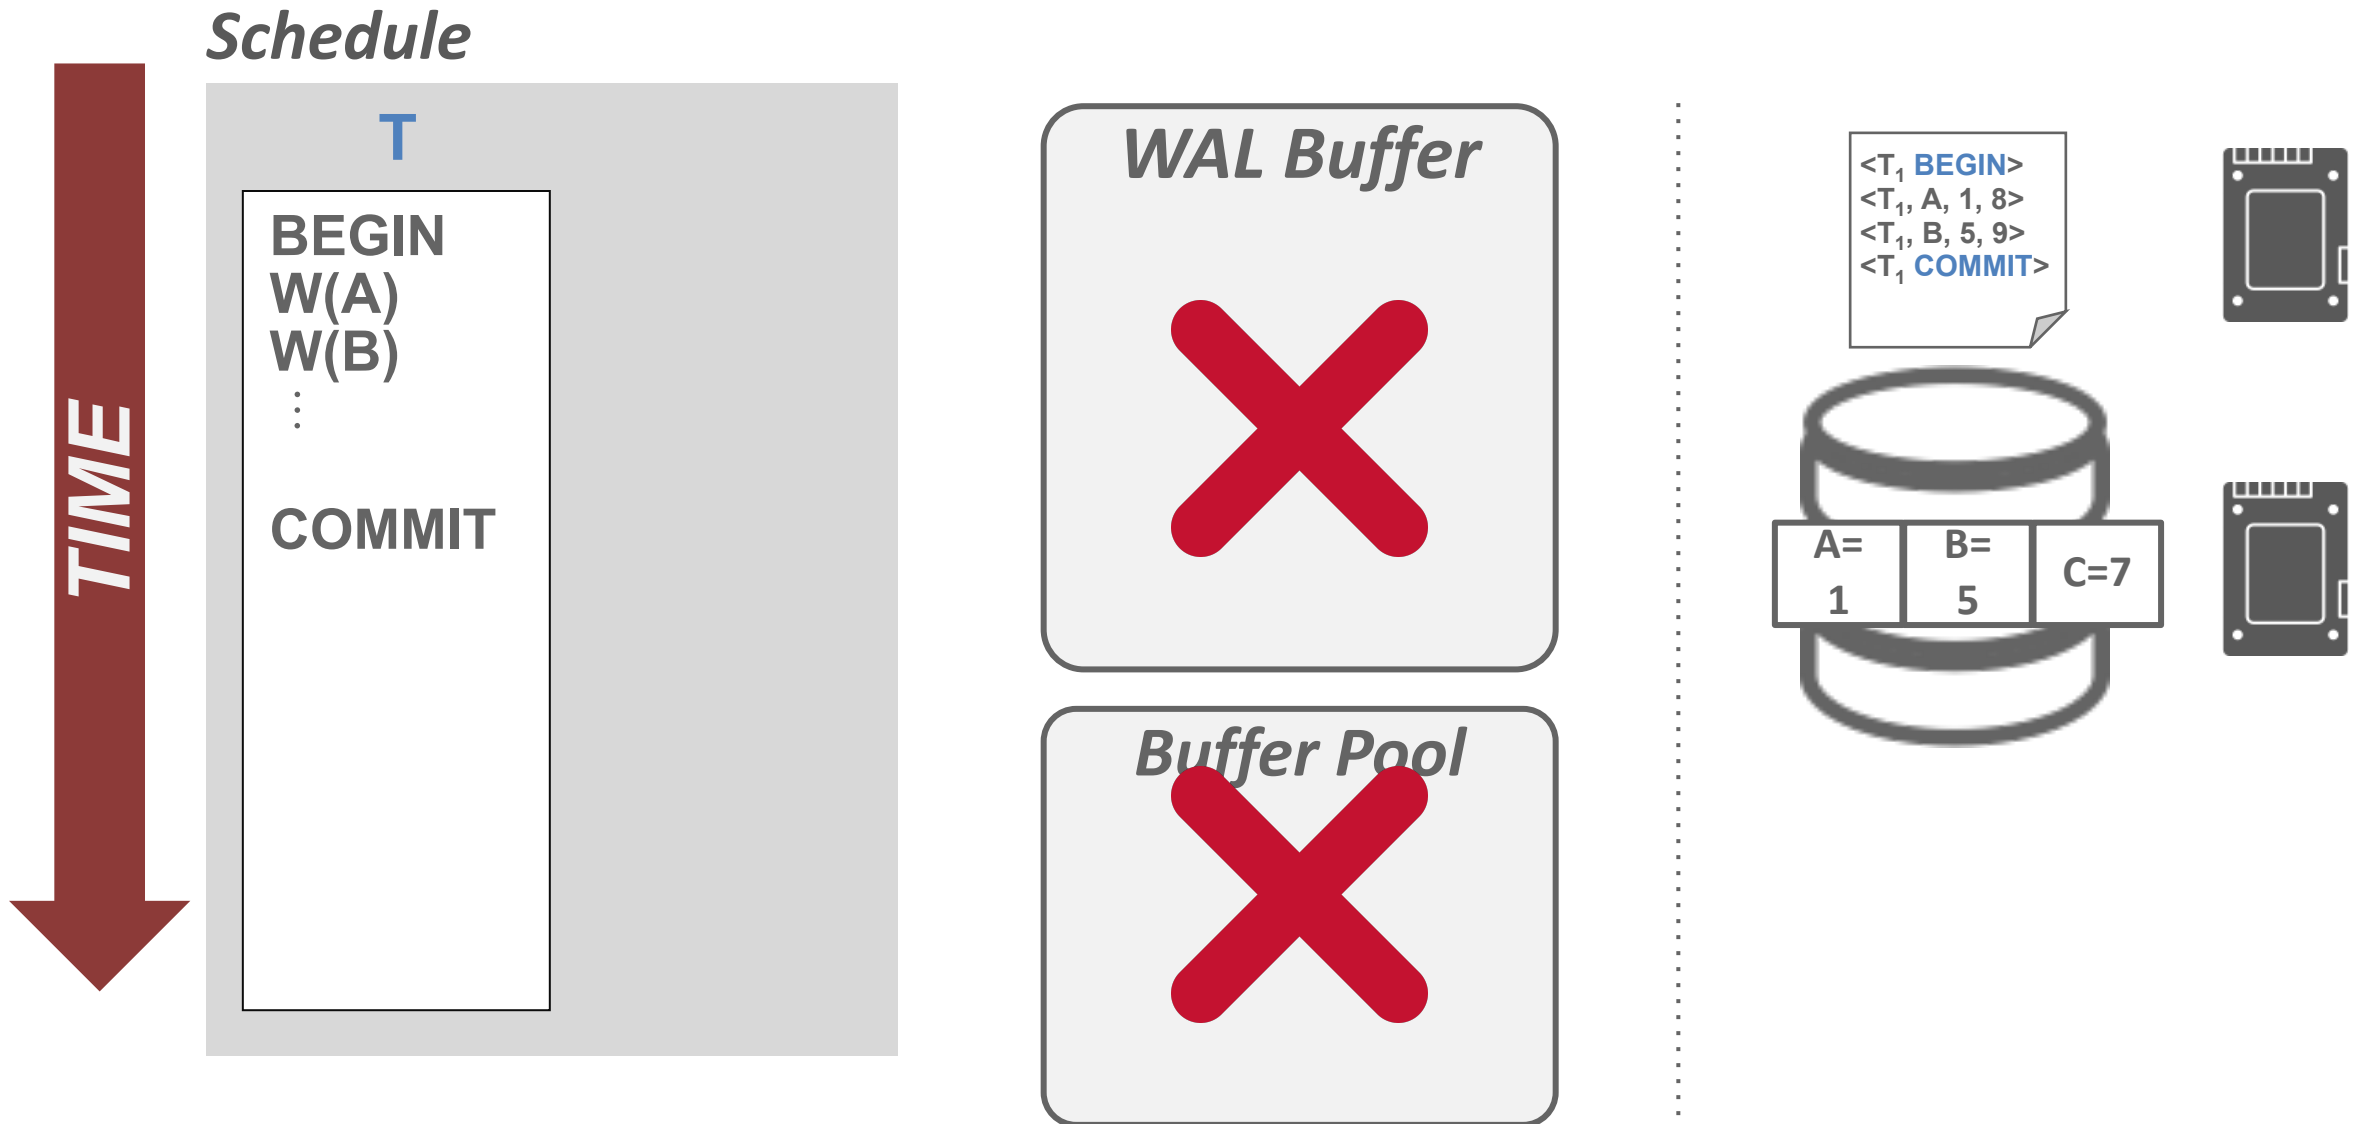 Schedule
TIME
T
BEGIN
W(A)
W(B)
⋮
COMMIT
WAL Buffer
Buffer Pool
<T₁ BEGIN>
<T₁, A, 1, 8>
<T₁, B, 5, 9>
<T₁ COMMIT>
A=
1
B=
5
C=7